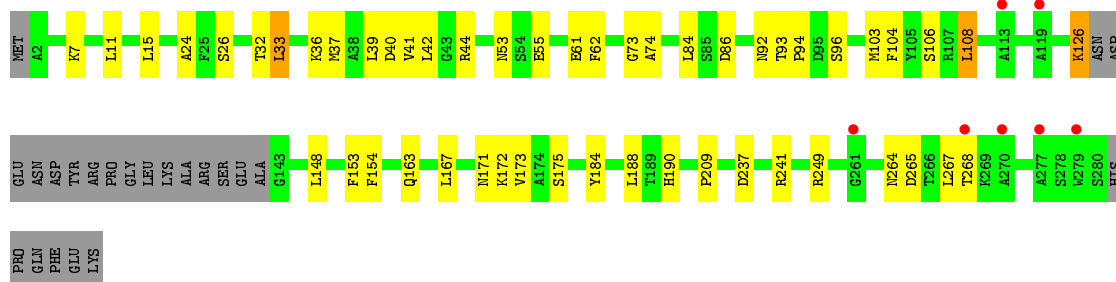 MET A2 K7 L11 L15 A24 F25 S26 T32 L33 K36 M37 A38 L39 D40 V41 L42 G43 R44 N53 S54 E55 E61 F62 G73 A74 L84 S85 D86 N92 T93 P94 D95 S96 M103 F104 Y105 S106 R107 L108 A113 A119 K126 ASN ASP
GLU ASN ASP TYR ARG PRO GLY LEU LYS ALA ARG SER GLU ALA G143 L148 F153 F154 Q163 L167 N171 K172 V173 A174 S175 Y184 L188 T189 H190 P209 D237 R241 R249 G261 N264 D265 T266 L267 T268 K269 A270 A277 S278 W279 S280 HIS
PRO GLN PHE GLU LYS